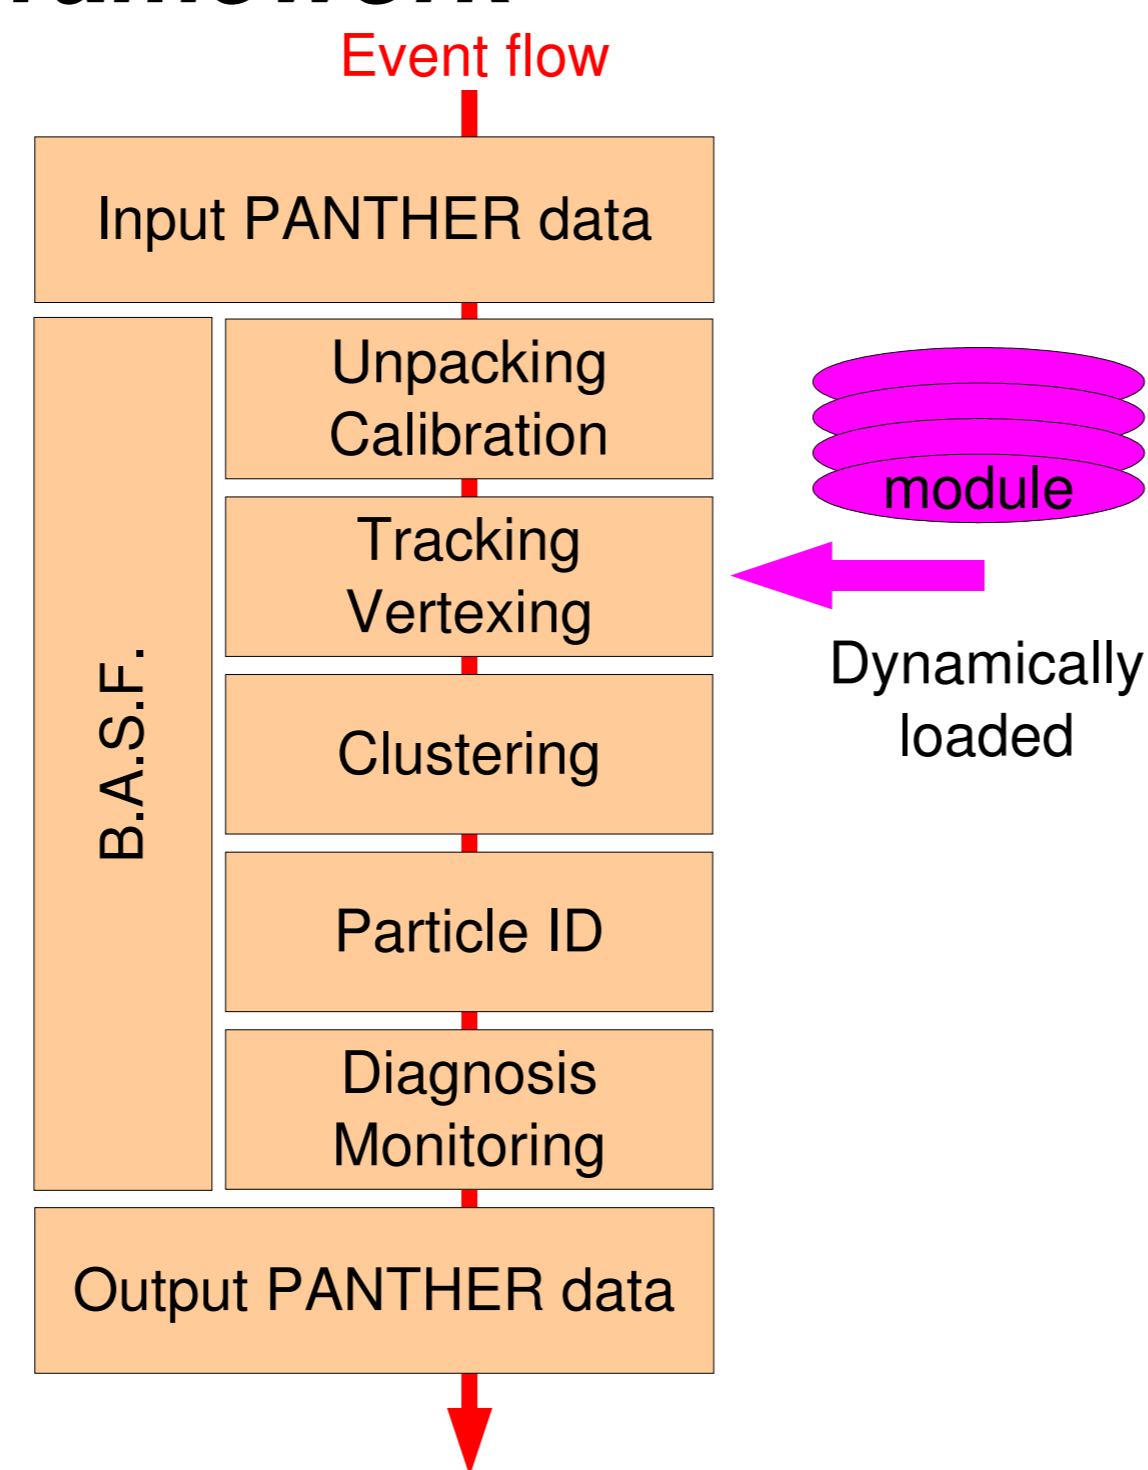 Event flow
Input PANTHER data
B.A.S.F.
Unpacking
Calibration
module
Tracking
Vertexing
Dynamically
loaded
Clustering
Particle ID
Diagnosis
Monitoring
Output PANTHER data